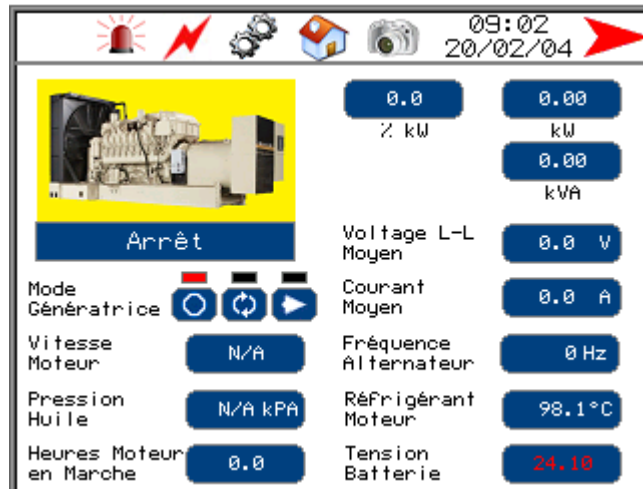 09:02
20/02/04
0.0
0.00
% kW
kW
0.00
kVA
Arrêt
Voltage L-L
Moyen
0.0 V
Mode
Génératrice
Courant
Moyen
0.0 A
Vitesse
Moteur
N/A
Fréquence
Alternateur
0 Hz
Pression
Huile
N/A kPA
Réfrigérant
Moteur
98.1°C
Heures Moteur
en Marche
0.0
Tension
Batterie
24.10